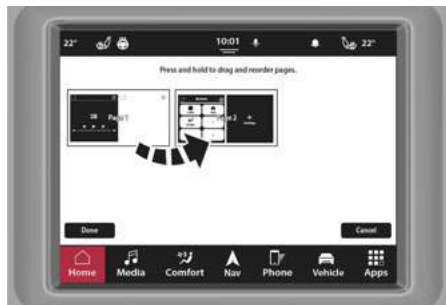 22° 10:01 22°
Press and hold to drag and reorder pages.
Page 1
Page 2
Done Cancel
Home Media Comfort Nav Phone Vehicle Apps